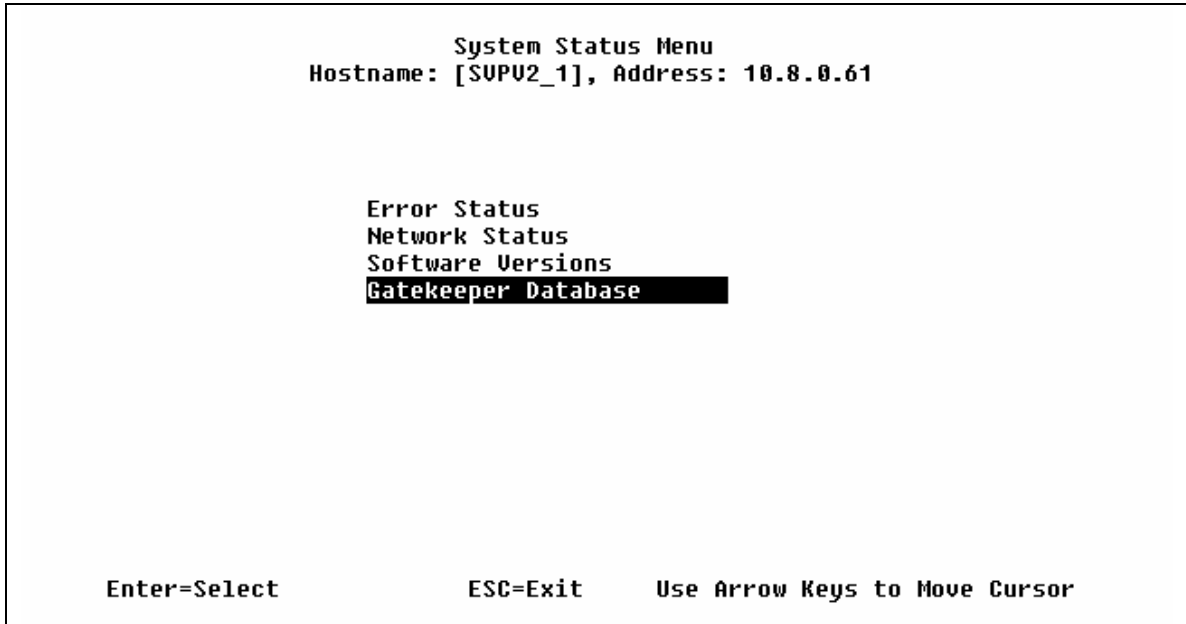 System Status Menu
Hostname: [SVPV2_1], Address: 10.8.0.61
Error Status
Network Status
Software Versions
Gatekeeper Database
Enter=Select ESC=Exit Use Arrow Keys to Move Cursor